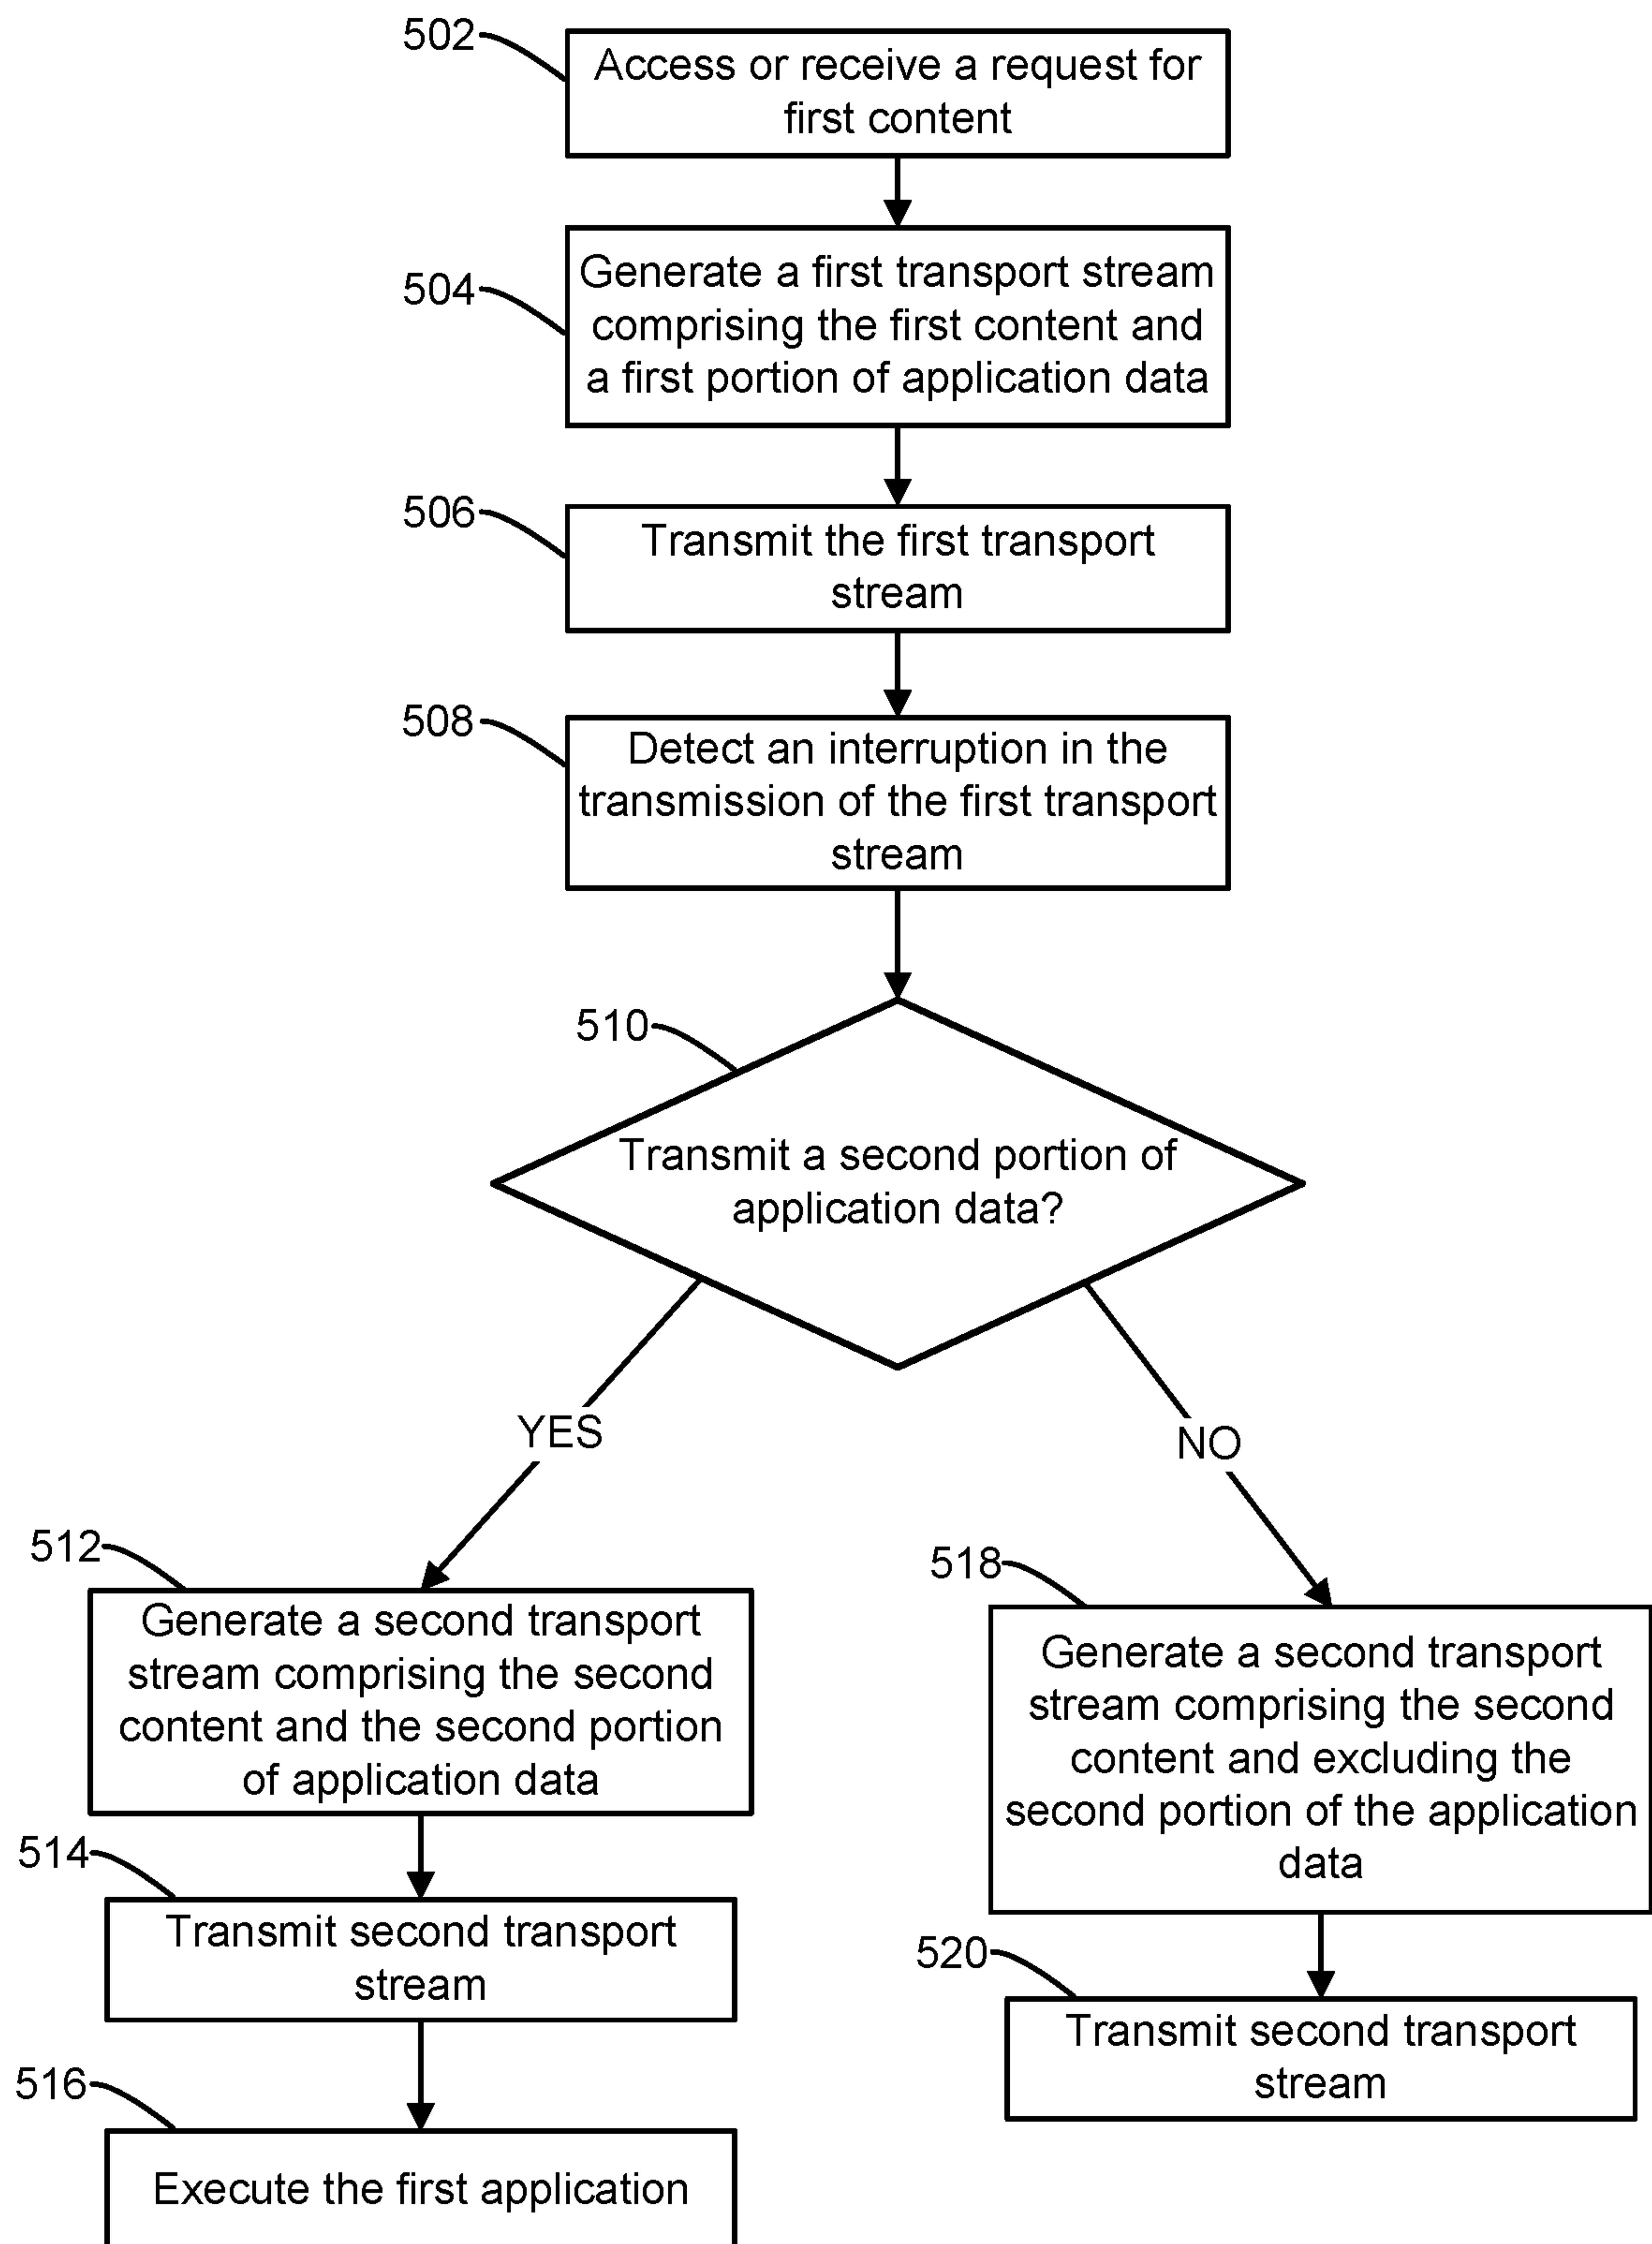 502
Access or receive a request for
first content
504
Generate a first transport stream
comprising the first content and
a first portion of application data
506
Transmit the first transport
stream
508
Detect an interruption in the
transmission of the first transport
stream
510
Transmit a second portion of
application data?
YES
NO
512
Generate a second transport
stream comprising the second
content and the second portion
of application data
514
Transmit second transport
stream
516
Execute the first application
518
Generate a second transport
stream comprising the second
content and excluding the
second portion of the application
data
520
Transmit second transport
stream